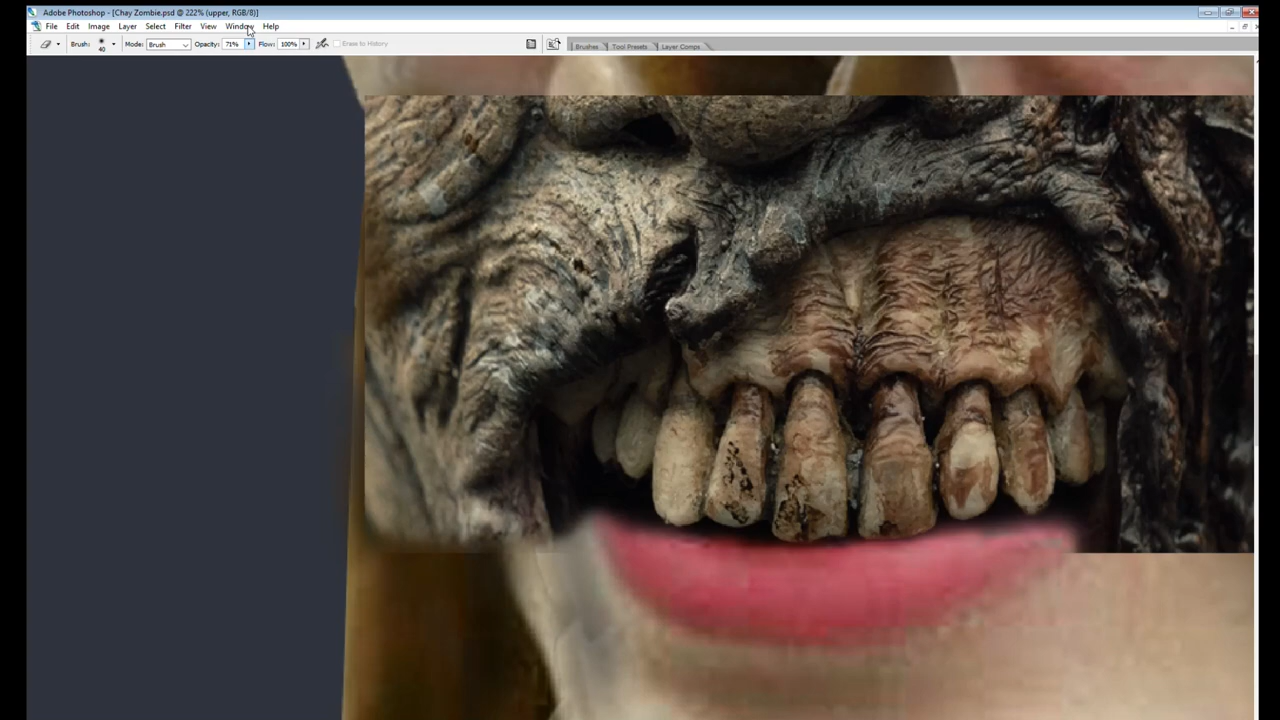 Adobe Photoshop - [Chay Zombie.psd @ 222% (upper, RGB/8)]
File Edit Image Layer Select Filter View Window Help
Brush: 40 Mode: Brush Opacity: 71% Flow: 100% Erase to History Brushes Tool Presets Layer Comps